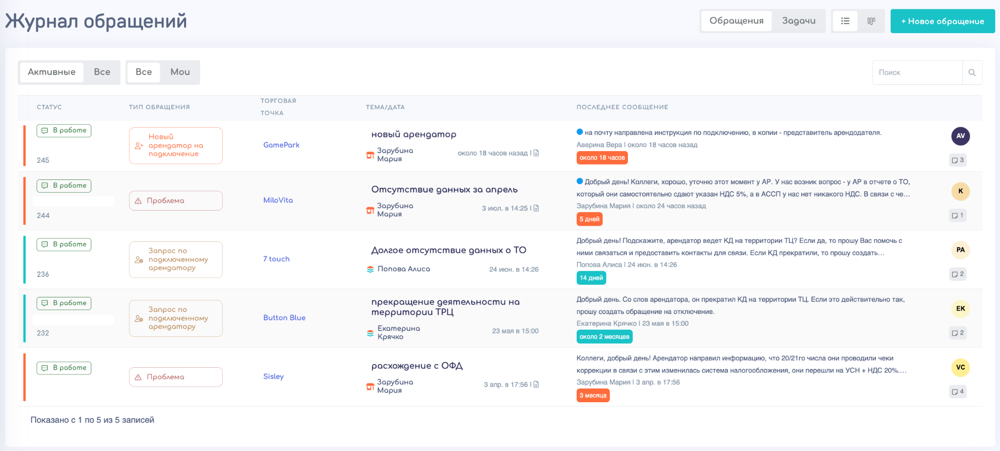 Журнал обращений
Обращения Задачи
+ Новое обращение
Активные Все Все Мои
Поиск
СТАТУС
ТИП ОБРАЩЕНИЯ
ТОРГОВАЯ
ТОЧКА
ТЕМА/ДАТА
ПОСЛЕДНЕЕ СООБЩЕНИЕ
В работе
245
Новый
арендатор на
подключение
GamePark
новый арендатор
Зарубина
Мария
около 18 часов назад |
на почту направлена инструкция по подключению, в копии - представитель арендодателя.
Аверина Вера | около 18 часов назад
около 18 часов
AV
3
В работе
244
Проблема
MiloVita
Отсутствие данных за апрель
Зарубина
Мария
3 июл. в 14:25 |
Добрый день! Коллеги, хорошо, уточню этот момент у АР. У нас возник вопрос - у АР в отчете о ТО,
который они самостоятельно сдают указан НДС 5%, а в АССП у нас нет никакого НДС. В связи с че...
Зарубина Мария | около 24 часов назад
5 дней
K
1
В работе
236
Запрос по
подключенному
арендатору
7 touch
Долгое отсутствие данных о ТО
Попова Алиса
24 июн. в 14:26
Добрый день! Подскажите, арендатор ведет КД на территории ТЦ? Если да, то прошу Вас помочь с
ними связаться и предоставить контакты для связи. Если КД прекратили, то прошу создать...
Попова Алиса | 24 июн. в 14:26
14 дней
PA
2
В работе
232
Запрос по
подключенному
арендатору
Button Blue
прекращение деятельности на
территории ТРЦ
Екатерина
Крячко
23 мая в 15:00
Добрый день. Со слов арендатора, он прекратил КД на территории ТЦ. Если это действительно так,
прошу создать обращение на отключение.
Екатерина Крячко | 23 мая в 15:00
около 2 месяцев
EK
2
В работе
Проблема
Sisley
расхождение с ОФД
Зарубина
Мария
3 апр. в 17:56 |
Коллеги, добрый день! Арендатор направил информацию, что 20/21го числа они проводили чеки
коррекции в связи с этим изменилась система налогообложения, они перешли на УСН + НДС 20%....
Зарубина Мария | 3 апр. в 17:56
3 месяца
VC
4
Показано с 1 по 5 из 5 записей